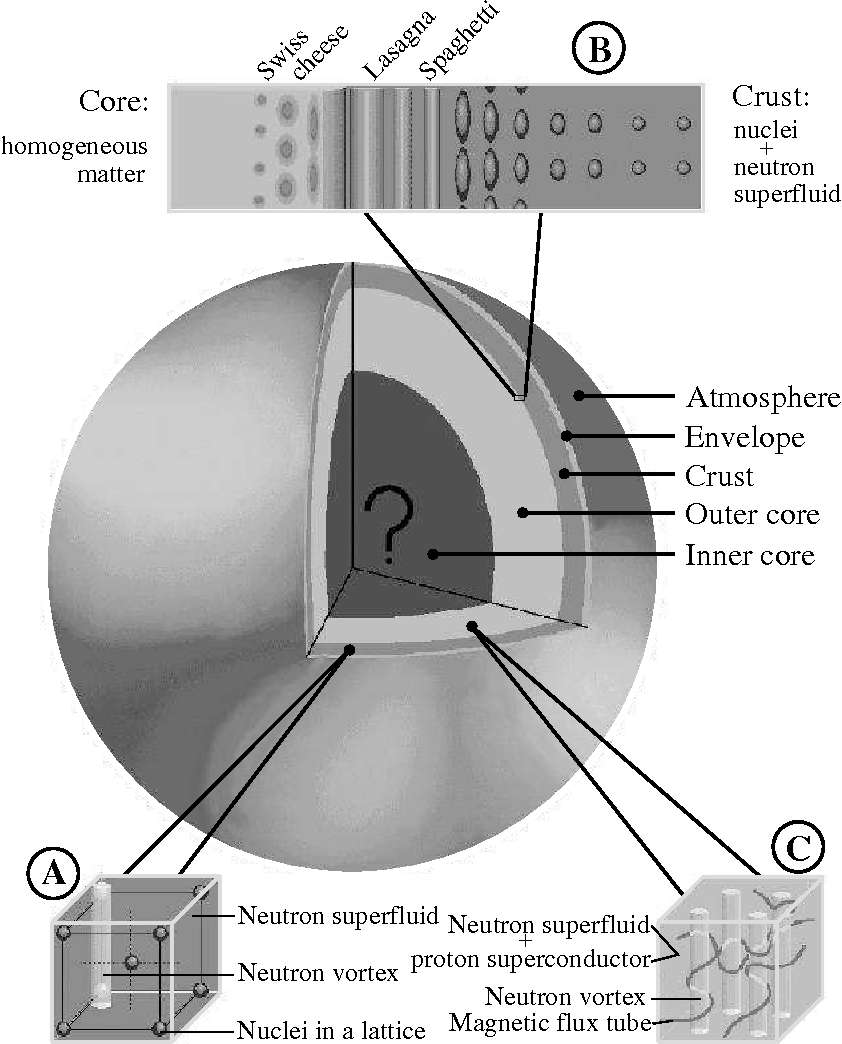 Swiss
cheese
Lasagna
Spaghetti
B
Core:
homogeneous
matter
Crust:
nuclei
+
neutron
superfluid
Atmosphere
Envelope
Crust
Outer core
Inner core
?
A
Neutron superfluid
Neutron vortex
Nuclei in a lattice
C
Neutron superfluid
+
proton superconductor
Neutron vortex
Magnetic flux tube